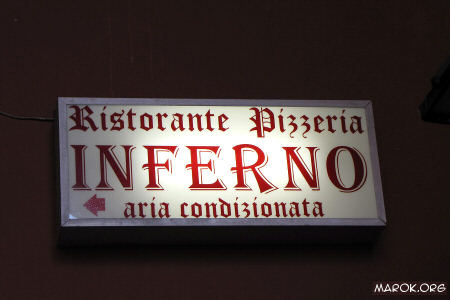 Ristorante Pizzeria
INFERNO
aria condizionata
MAROK.ORG